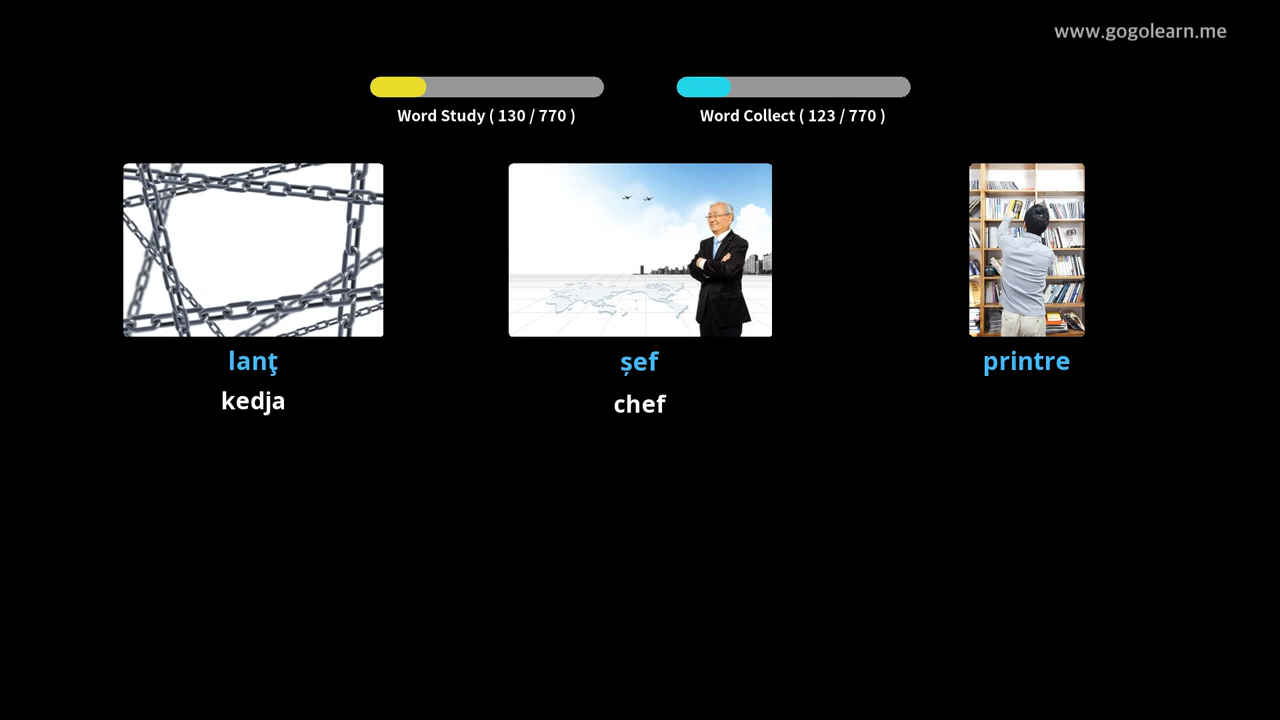 www.gogolearn.me
Word Study ( 130 / 770 )
Word Collect ( 123 / 770 )
lanţ
șef
printre
kedja
chef